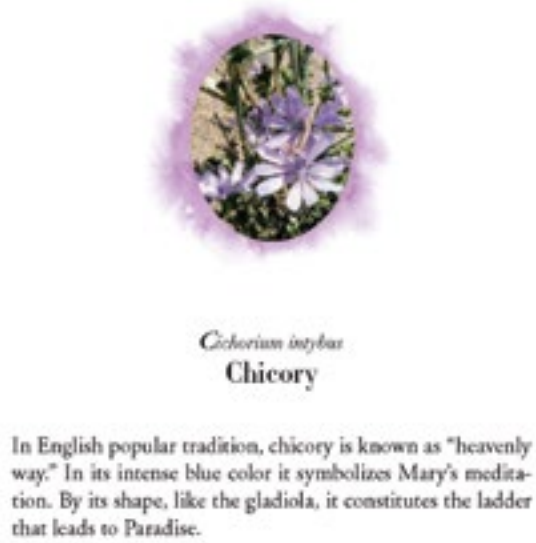 Cichorium intybus
Chicory
In English popular tradition, chicory is known as "heavenly
way." In its intense blue color it symbolizes Mary's medita-
tion. By its shape, like the gladiola, it constitutes the ladder
that leads to Paradise.